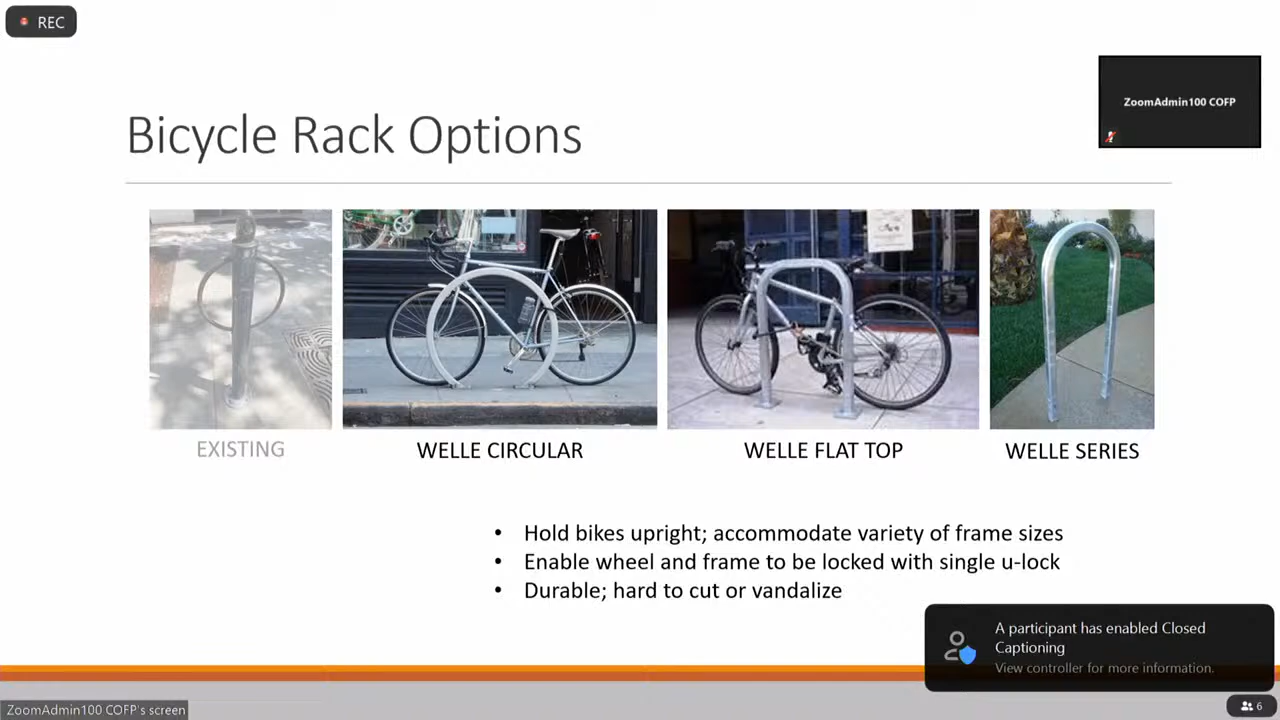 REC
ZoomAdmin100 COFP
Bicycle Rack Options
EXISTING
WELLE CIRCULAR
WELLE FLAT TOP
WELLE SERIES
• Hold bikes upright; accommodate variety of frame sizes
• Enable wheel and frame to be locked with single u-lock
• Durable; hard to cut or vandalize
A participant has enabled Closed
Captioning
View controller for more information.
ZoomAdmin100 COFP's screen
6